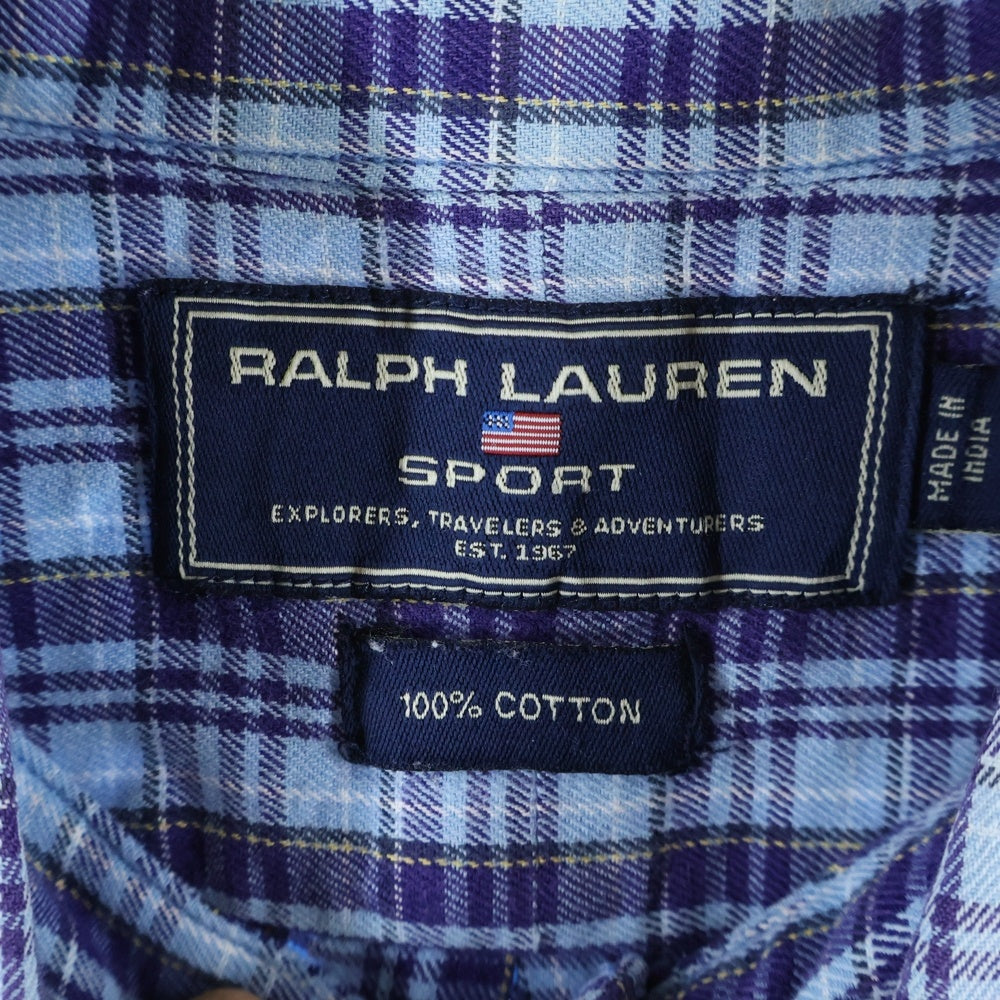 RALPH LAUREN
SPORT
EXPLORERS, TRAVELERS & ADVENTURERS
EST. 1967
MADE IN
INDIA
100% COTTON